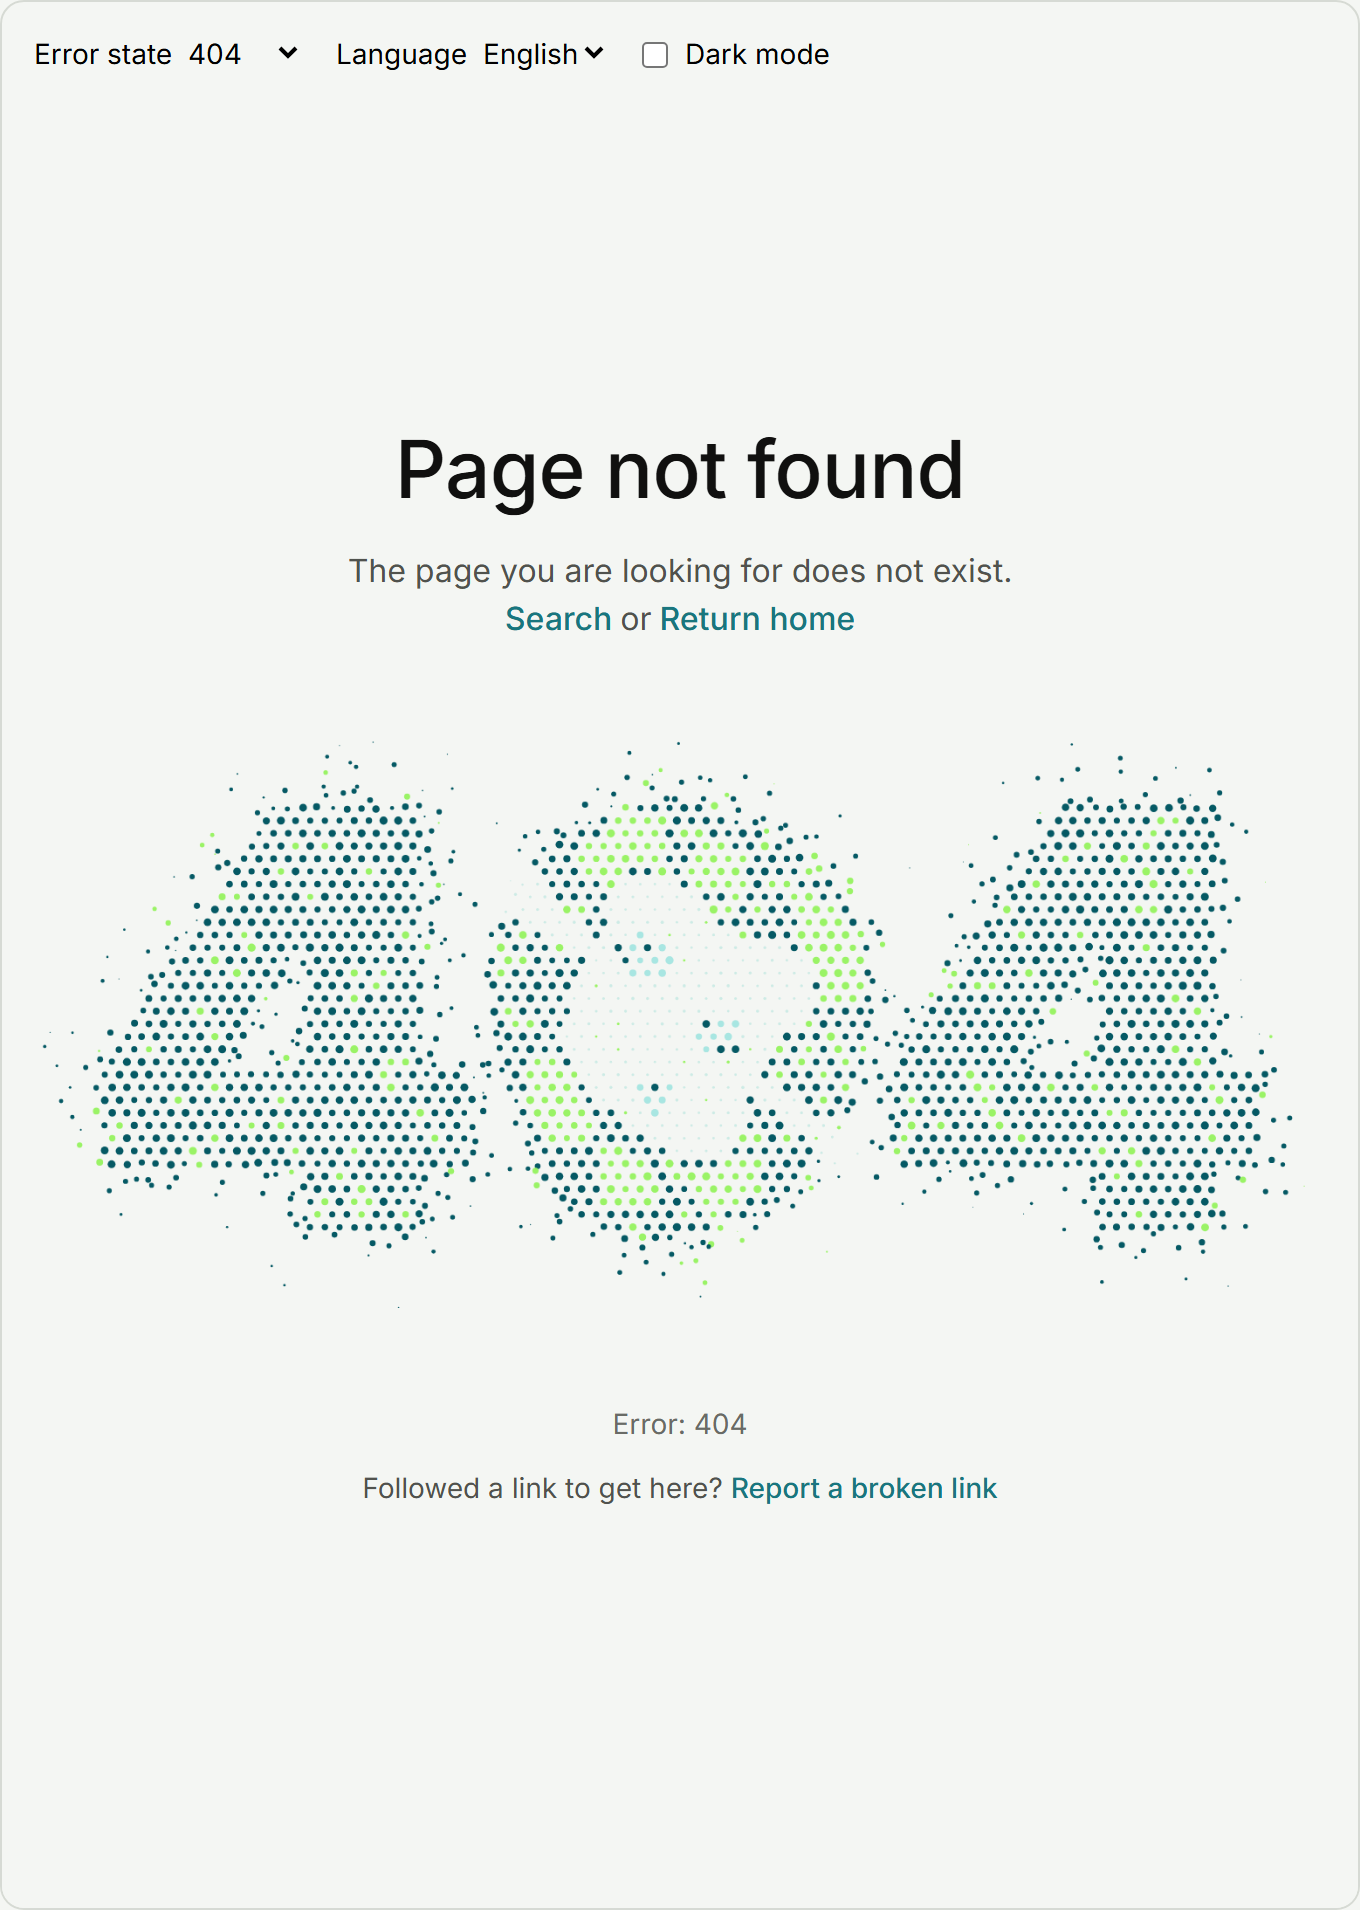 Error state 404 Language English Dark mode
Page not found
The page you are looking for does not exist.
Search or Return home
404
Error: 404
Followed a link to get here? Report a broken link